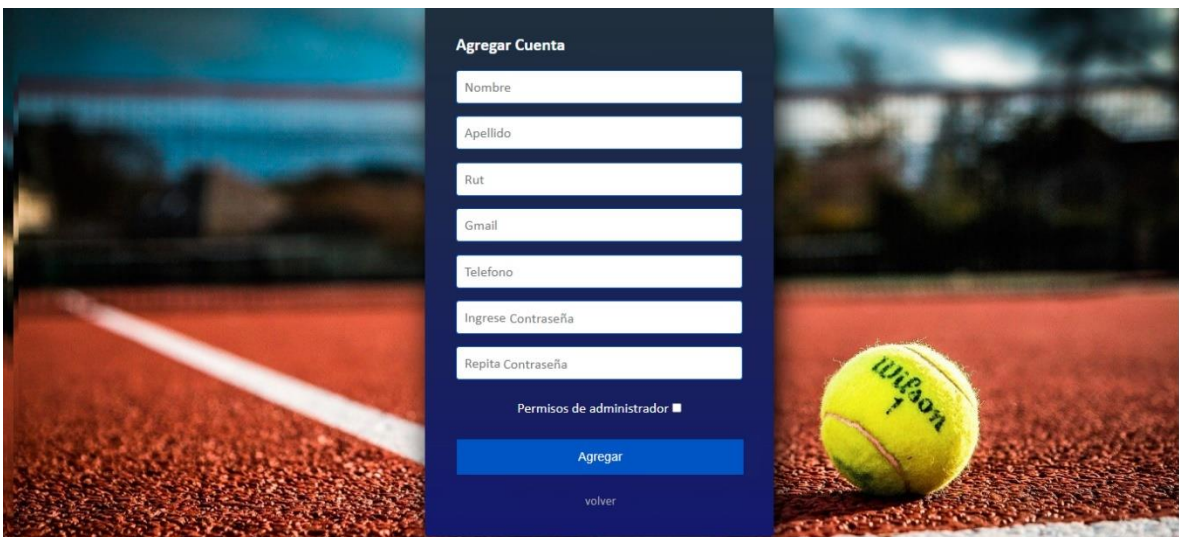 Agregar Cuenta
Nombre
Apellido
Rut
Gmail
Telefono
Ingrese Contraseña
Repita Contraseña
Permisos de administrador
Agregar
volver
Wilson
1